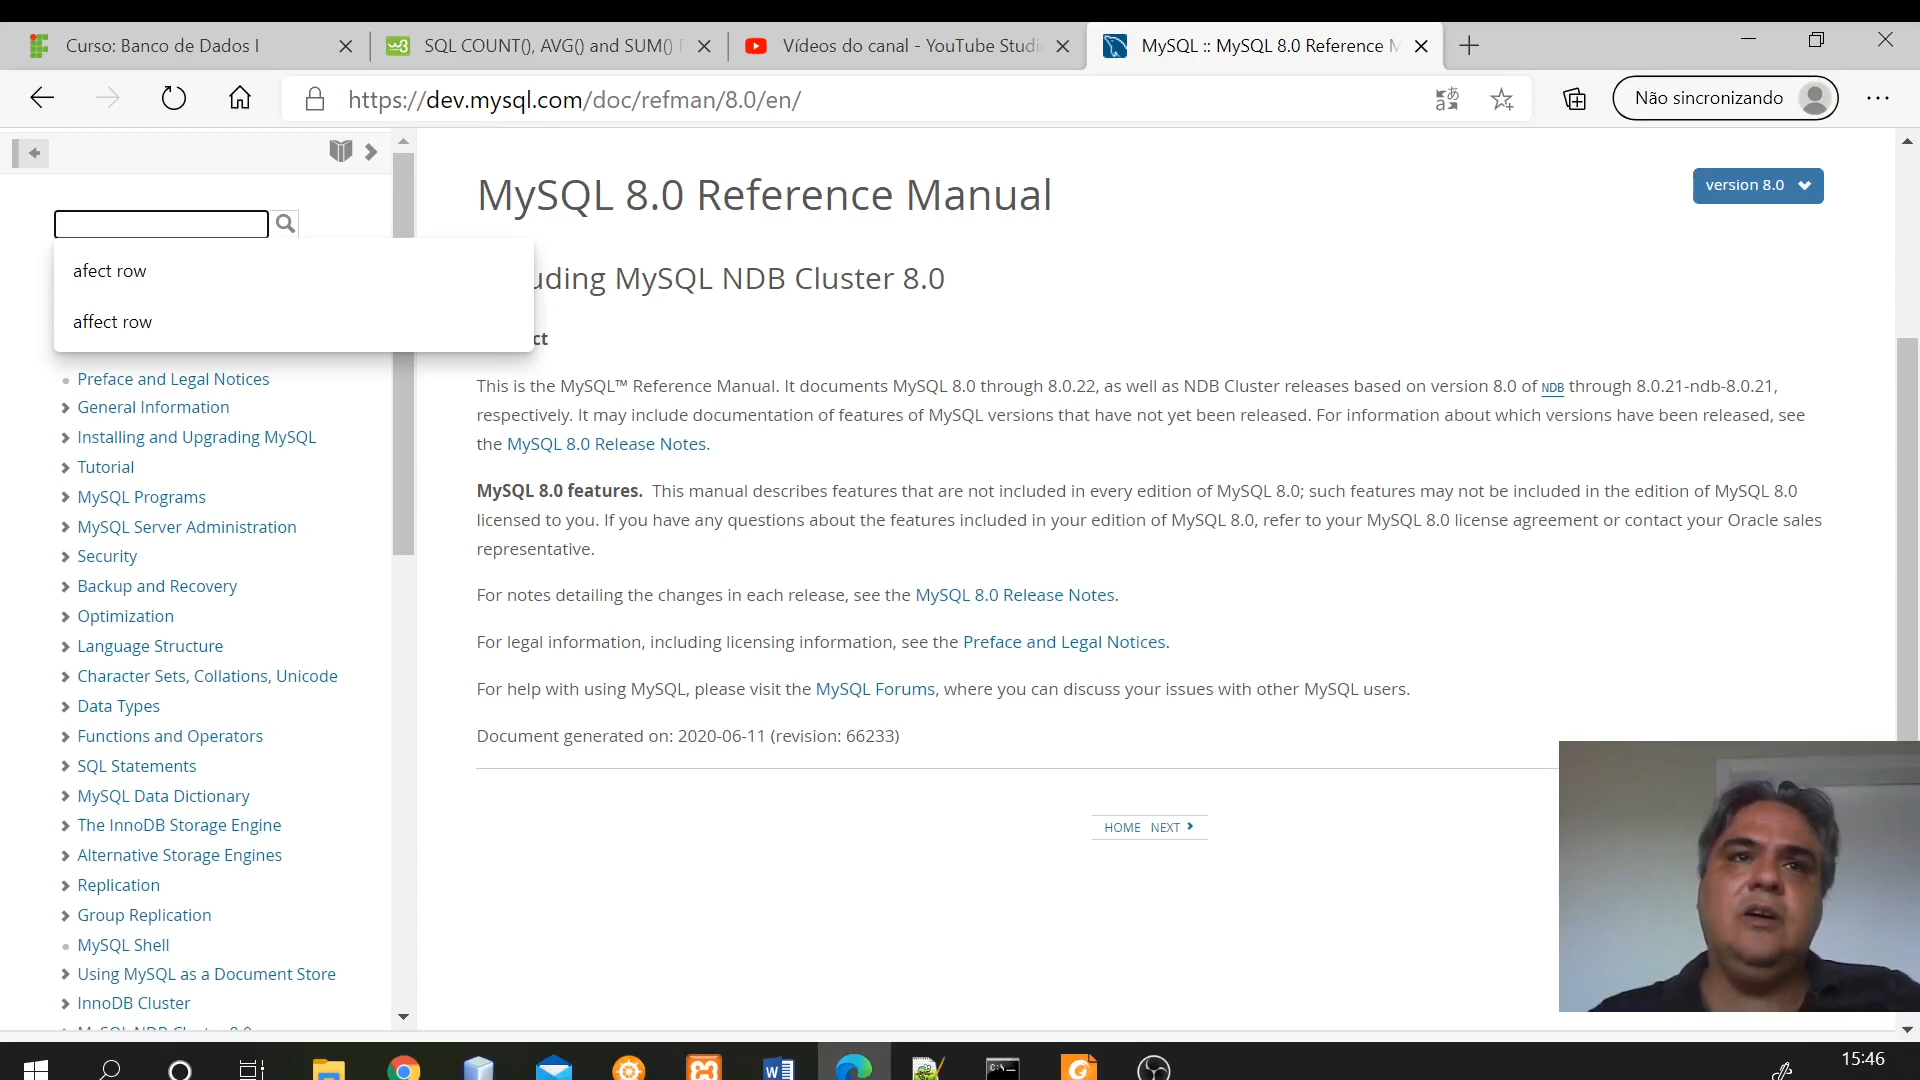 Curso: Banco de Dados I
SQL COUNT(), AVG() and SUM() F
Vídeos do canal - YouTube Studi
MySQL :: MySQL 8.0 Reference M
https://dev.mysql.com/doc/refman/8.0/en/
Não sincronizando
afect row
affect row
Preface and Legal Notices
General Information
Installing and Upgrading MySQL
Tutorial
MySQL Programs
MySQL Server Administration
Security
Backup and Recovery
Optimization
Language Structure
Character Sets, Collations, Unicode
Data Types
Functions and Operators
SQL Statements
MySQL Data Dictionary
The InnoDB Storage Engine
Alternative Storage Engines
Replication
Group Replication
MySQL Shell
Using MySQL as a Document Store
InnoDB Cluster
MySQL NDB Cluster 8.0
MySQL 8.0 Reference Manual
version 8.0
uding MySQL NDB Cluster 8.0
ct
This is the MySQL™ Reference Manual. It documents MySQL 8.0 through 8.0.22, as well as NDB Cluster releases based on version 8.0 of NDB through 8.0.21-ndb-8.0.21,
respectively. It may include documentation of features of MySQL versions that have not yet been released. For information about which versions have been released, see
the MySQL 8.0 Release Notes.
MySQL 8.0 features. This manual describes features that are not included in every edition of MySQL 8.0; such features may not be included in the edition of MySQL 8.0
licensed to you. If you have any questions about the features included in your edition of MySQL 8.0, refer to your MySQL 8.0 license agreement or contact your Oracle sales
representative.
For notes detailing the changes in each release, see the MySQL 8.0 Release Notes.
For legal information, including licensing information, see the Preface and Legal Notices.
For help with using MySQL, please visit the MySQL Forums, where you can discuss your issues with other MySQL users.
Document generated on: 2020-06-11 (revision: 66233)
HOME NEXT
15:46